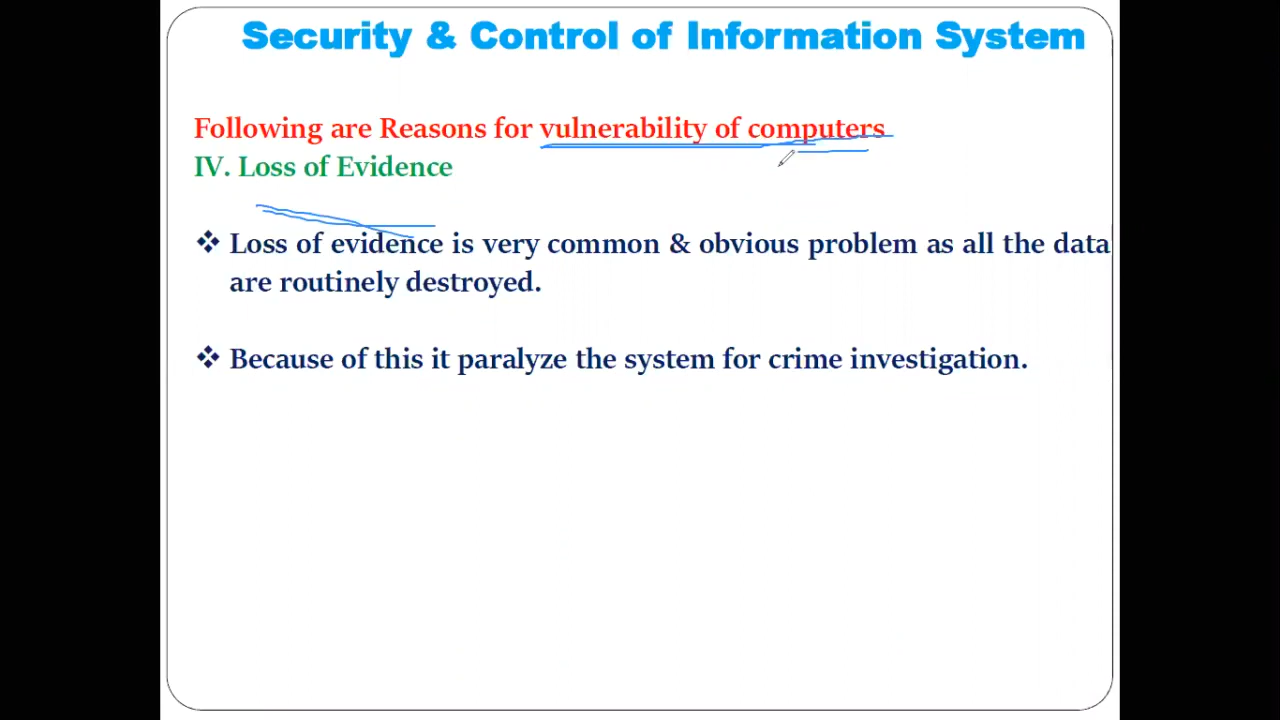 Security & Control of Information System
Following are Reasons for vulnerability of computers
IV. Loss of Evidence
❖ Loss of evidence is very common & obvious problem as all the data
are routinely destroyed.
❖ Because of this it paralyze the system for crime investigation.